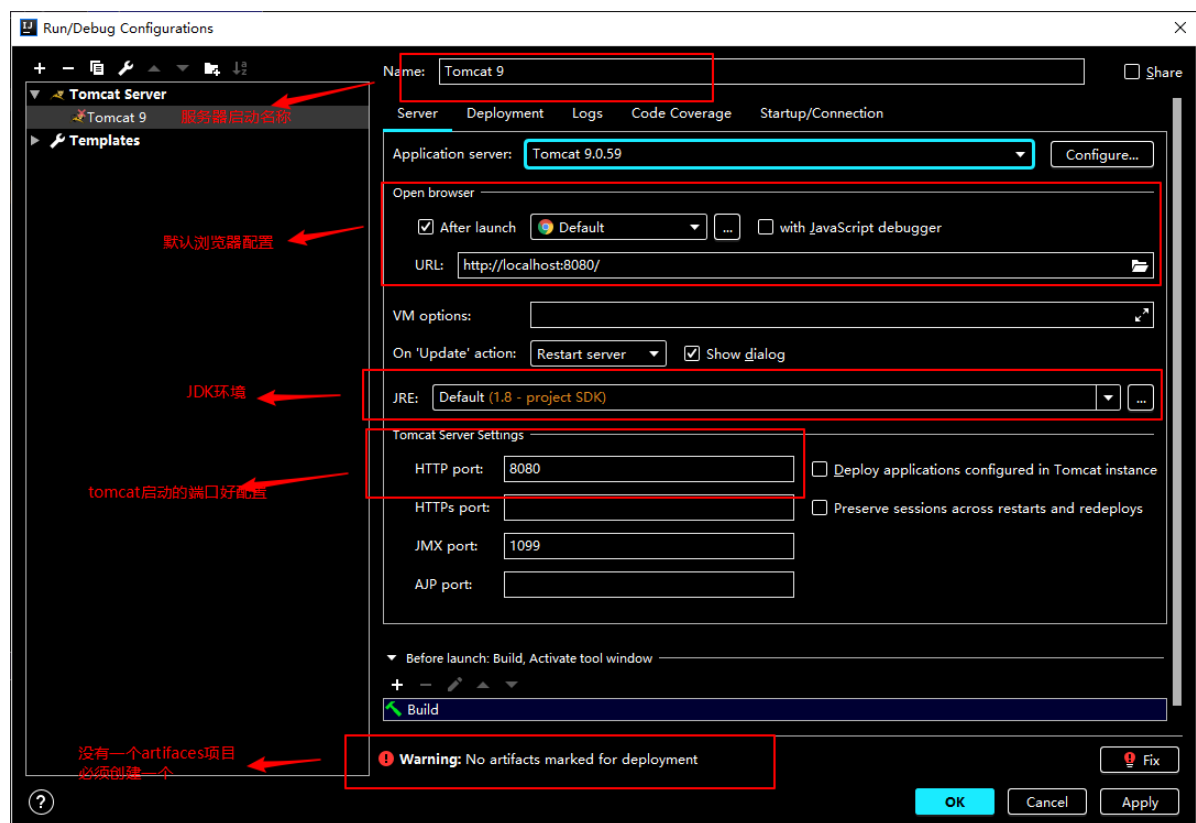 Run/Debug Configurations
Name: Tomcat 9
Share
Tomcat Server
Tomcat 9
服务器启动名称
Templates
Server Deployment Logs Code Coverage Startup/Connection
Application server: Tomcat 9.0.59 Configure...
Open browser
After launch Default ... with JavaScript debugger
默认浏览器配置
URL: http://localhost:8080/
VM options:
On 'Update' action: Restart server Show dialog
JDK环境
JRE: Default (1.8 - project SDK) ...
Tomcat Server Settings
HTTP port: 8080 Deploy applications configured in Tomcat instance
tomcat启动的端口好配置
HTTPs port: Preserve sessions across restarts and redeploys
JMX port: 1099
AJP port:
Before launch: Build, Activate tool window
Build
没有一个artifaces项目
必须创建一个
Warning: No artifacts marked for deployment
Fix
? OK Cancel Apply